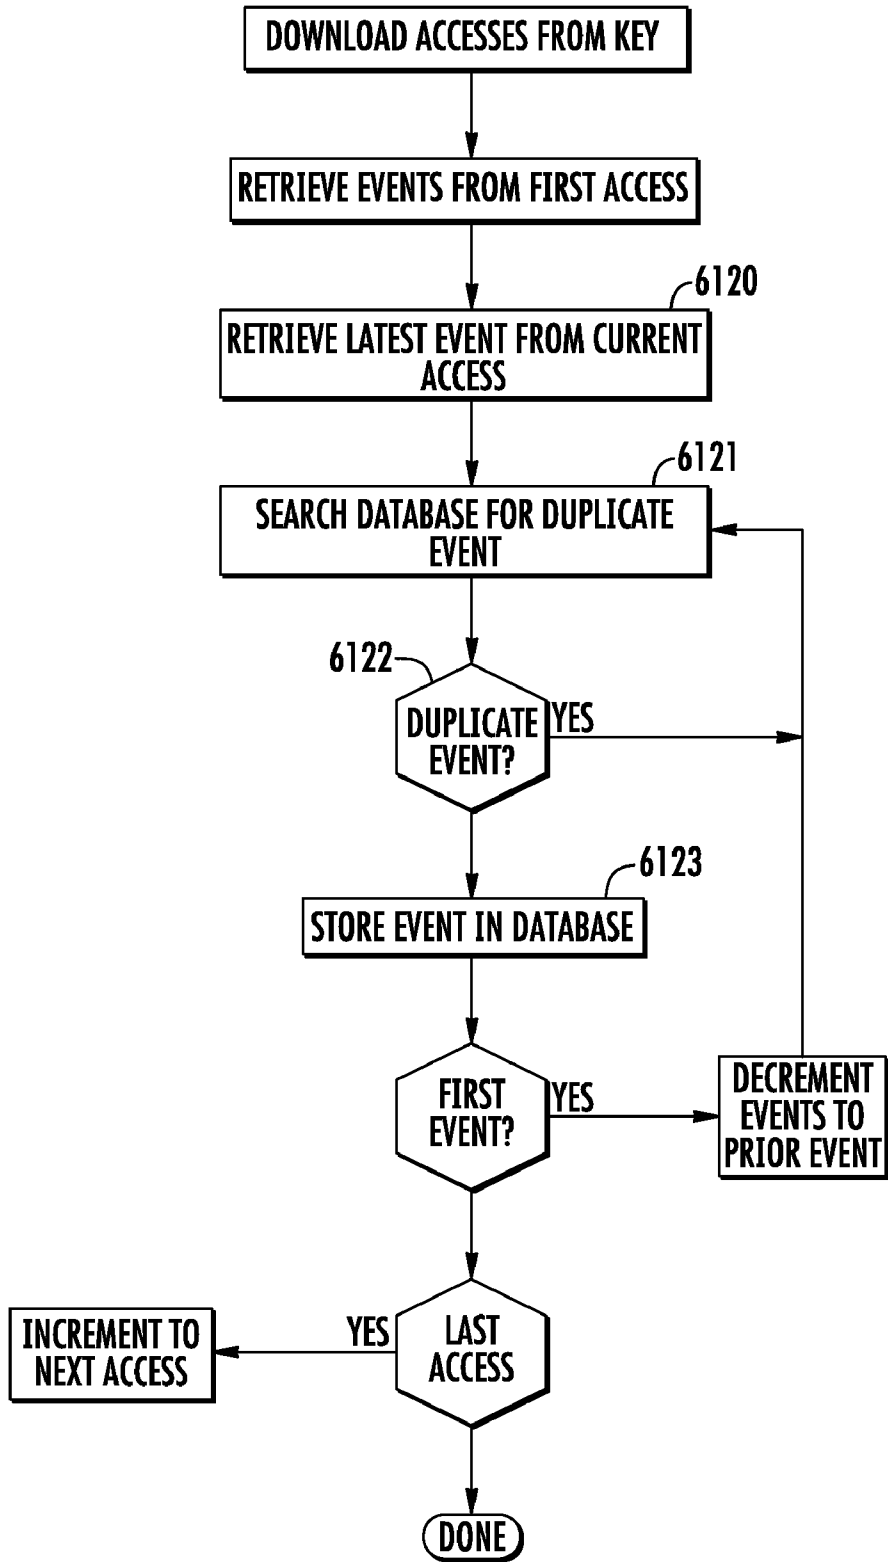 DOWNLOAD ACCESSES FROM KEY
RETRIEVE EVENTS FROM FIRST ACCESS
6120
RETRIEVE LATEST EVENT FROM CURRENT
ACCESS
6121
SEARCH DATABASE FOR DUPLICATE
EVENT
6122
DUPLICATE
EVENT?
YES
6123
STORE EVENT IN DATABASE
FIRST
EVENT?
YES
DECREMENT
EVENTS TO
PRIOR EVENT
LAST
ACCESS
YES
INCREMENT TO
NEXT ACCESS
DONE